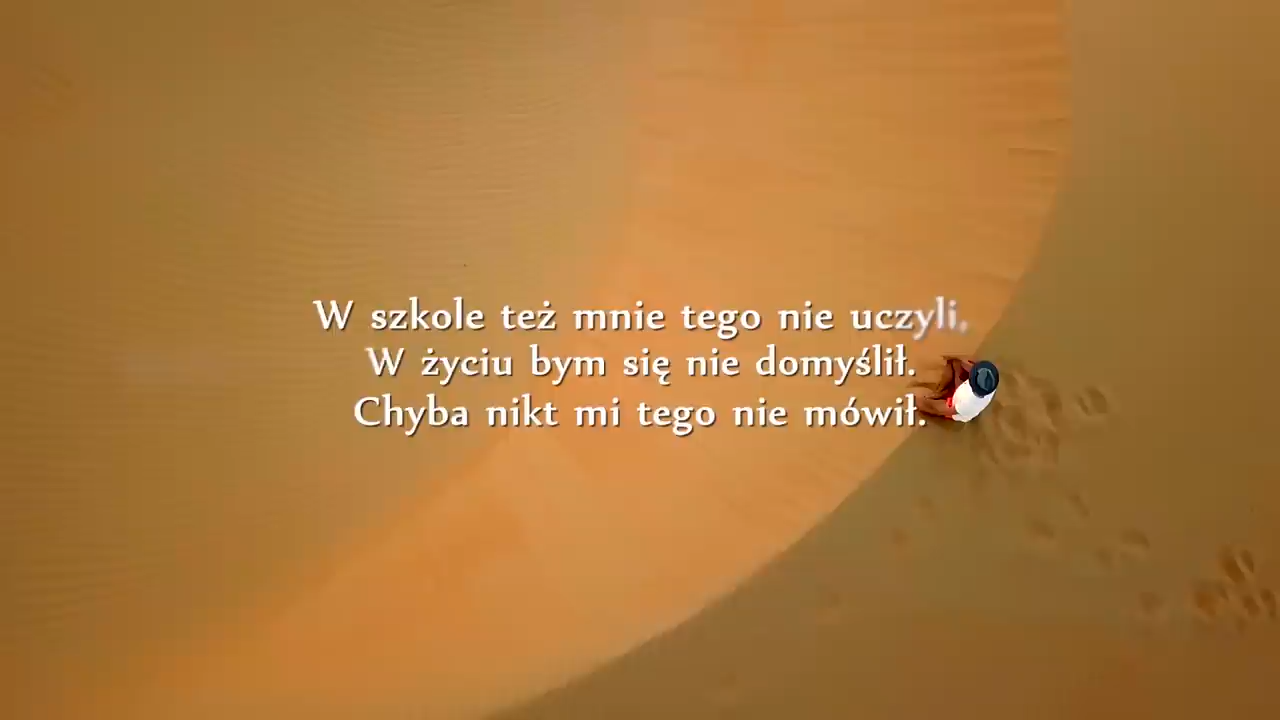 W szkole też mnie tego nie uczyli,
W życiu bym się nie domyślił.
Chyba nikt mi tego nie mówił.